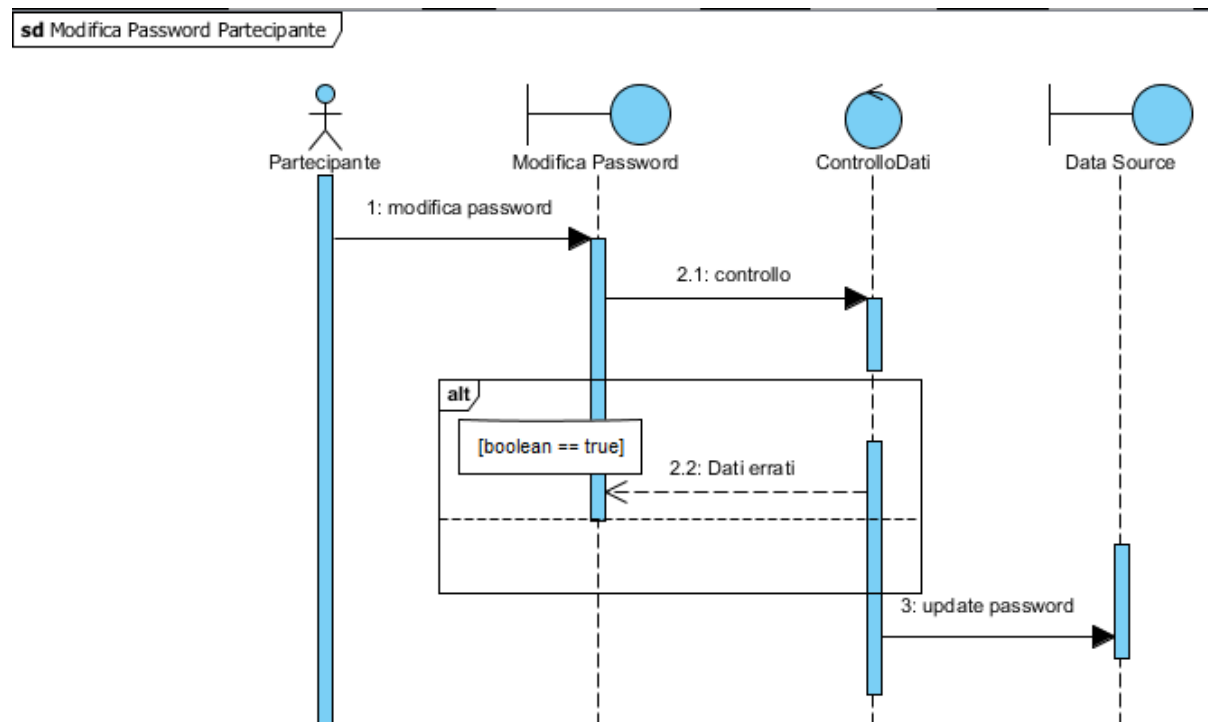 sd Modifica Password Partecipante
Partecipante
Modifica Password
ControlloDati
Data Source
1: modifica password
2.1: controllo
alt
[boolean == true]
2.2: Dati errati
3: update password